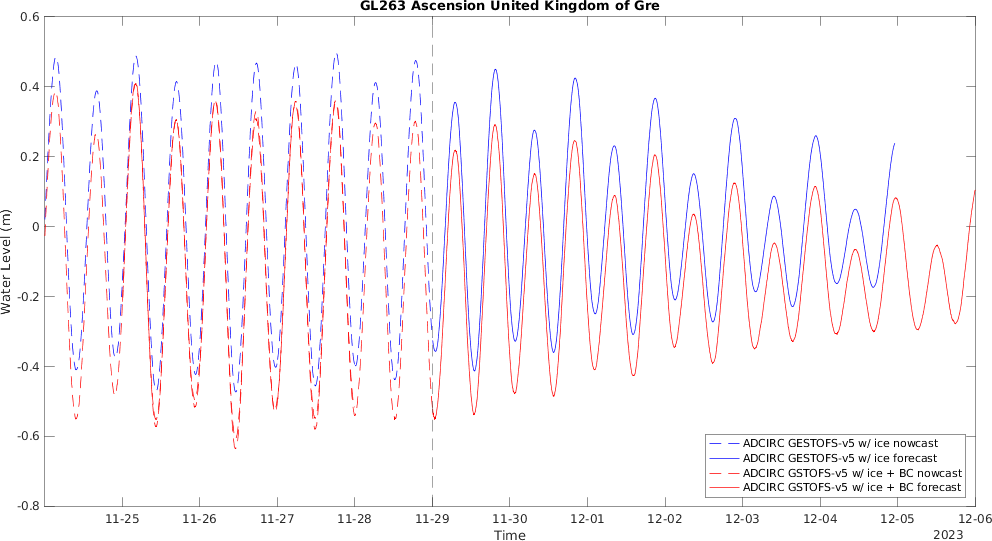 GL263 Ascension United Kingdom of Gre
Water Level (m)
0.6
0.4
0.2
0
-0.2
-0.4
-0.6
-0.8
ADCIRC GESTOFS-v5 w/ ice nowcast
ADCIRC GESTOFS-v5 w/ ice forecast
ADCIRC GSTOFS-v5 w/ ice + BC nowcast
ADCIRC GSTOFS-v5 w/ ice + BC forecast
11-25 11-26 11-27 11-28 11-29 11-30 12-01 12-02 12-03 12-04 12-05 12-06
Time
2023